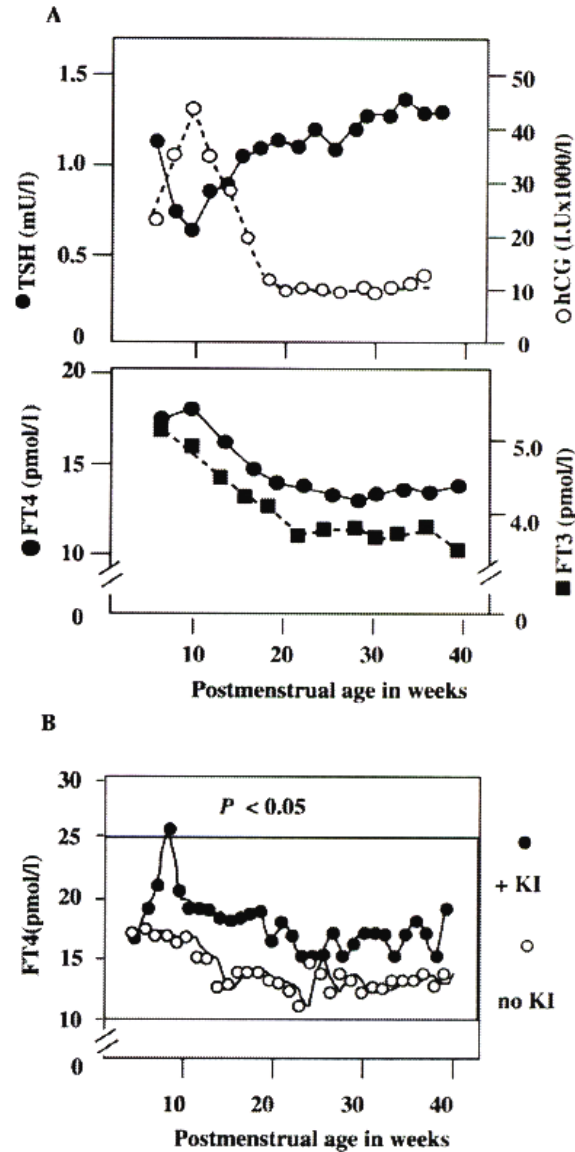 A
1.5
1.0
0.5
0
TSH (mU/l)
50
40
30
20
10
0
hCG (I.Ux1000/l)
20
15
10
0
FT4 (pmol/l)
5.0
4.0
0
FT3 (pmol/l)
10 20 30 40
Postmenstrual age in weeks
B
30
25
20
15
10
0
FT4(pmol/l)
P < 0.05
+ KI
no KI
10 20 30 40
Postmenstrual age in weeks